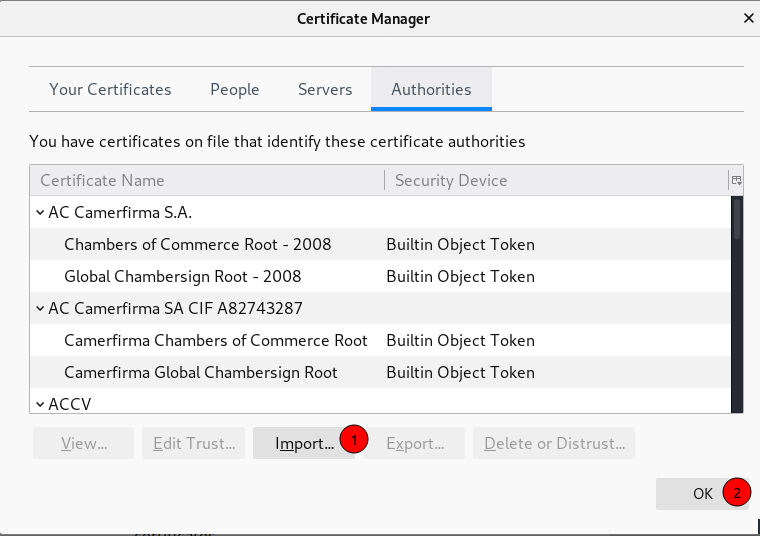 Certificate Manager
Your Certificates People Servers Authorities
You have certificates on file that identify these certificate authorities
Certificate Name Security Device
AC Camerfirma S.A.
Chambers of Commerce Root - 2008 Builtin Object Token
Global Chambersign Root - 2008 Builtin Object Token
AC Camerfirma SA CIF A82743287
Camerfirma Chambers of Commerce Root Builtin Object Token
Camerfirma Global Chambersign Root Builtin Object Token
ACCV
View... Edit Trust... Import... 1 Export... Delete or Distrust...
OK 2